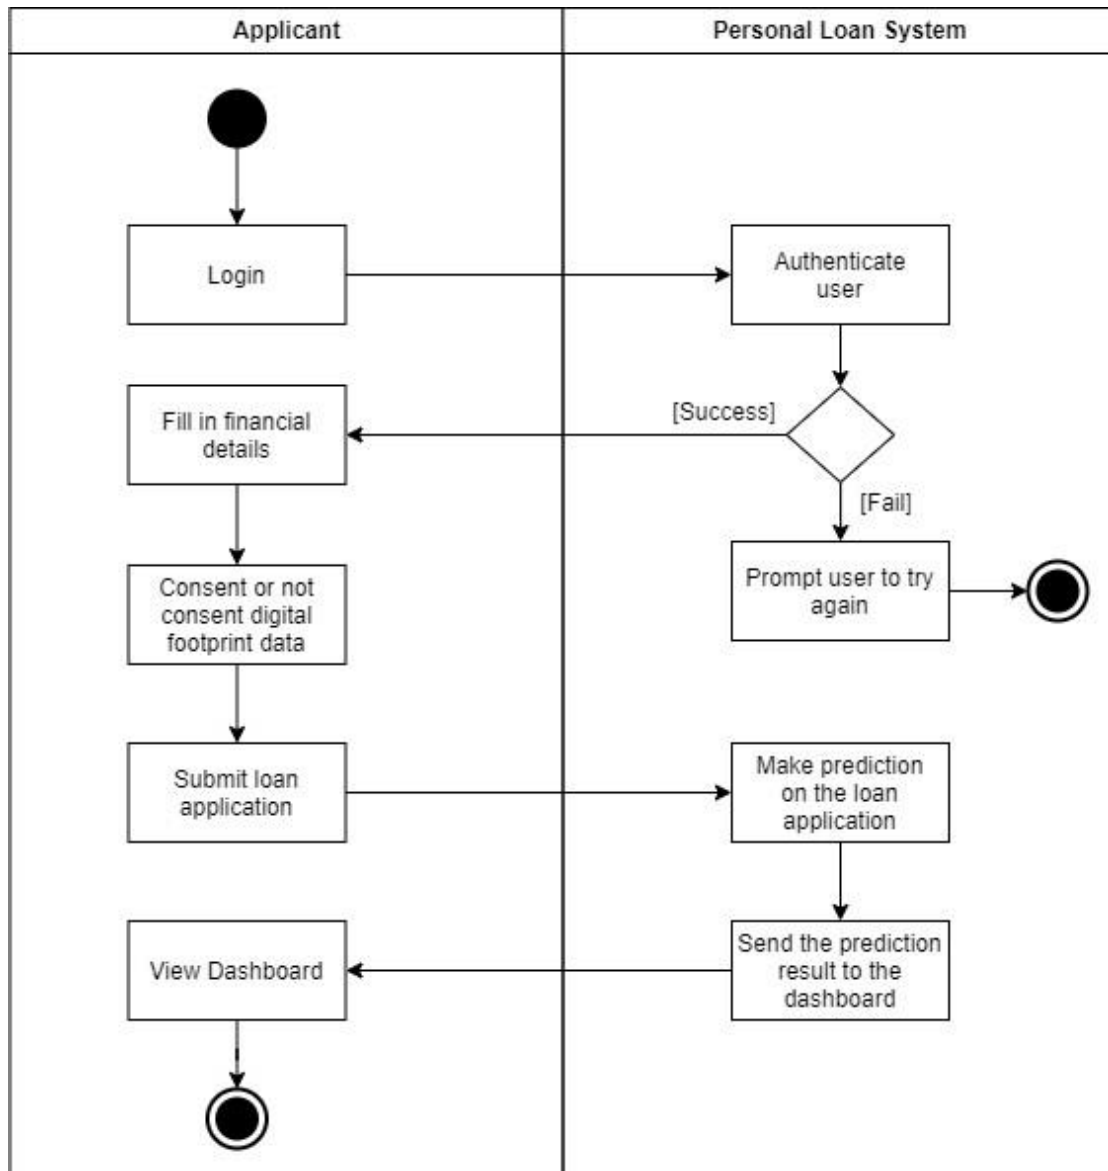 Applicant
Personal Loan System
Login
Authenticate
user
[Success]
Fill in financial
details
[Fail]
Prompt user to try
again
Consent or not
consent digital
footprint data
Submit loan
application
Make prediction
on the loan
application
Send the prediction
result to the
dashboard
View Dashboard